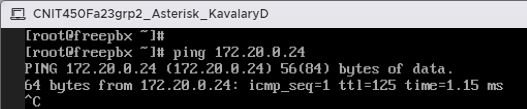 CNIT450Fa23grp2_Asterisk_KavalaryD
[root@freepbx ~]#
[root@freepbx ~]# ping 172.20.0.24
PING 172.20.0.24 (172.20.0.24) 56(84) bytes of data.
64 bytes from 172.20.0.24: icmp_seq=1 ttl=125 time=1.15 ms
^C